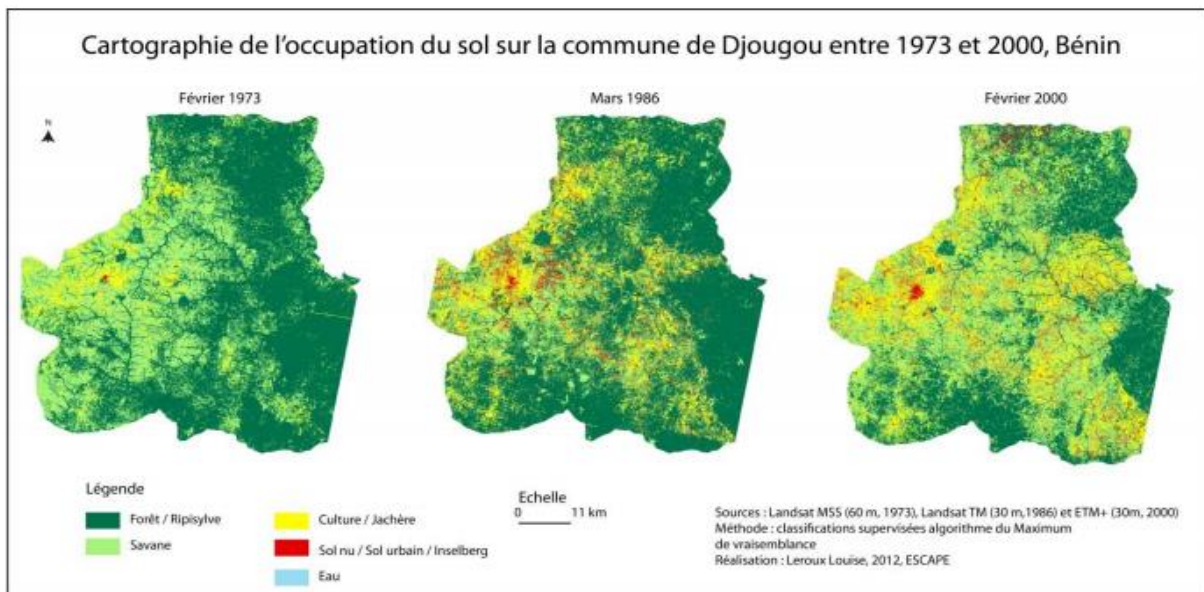 Cartographie de l'occupation du sol sur la commune de Djougou entre 1973 et 2000, Bénin
Février 1973
Mars 1986
Février 2000
N
Légende
Forêt / Ripisylve
Savane
Culture / Jachère
Sol nu / Sol urbain / Inselberg
Eau
Echelle
0 11 km
Sources : Landsat MSS (60 m, 1973), Landsat TM (30 m,1986) et ETM+ (30m, 2000)
Méthode : classifications supervisées algorithme du Maximum
de vraisemblance
Réalisation : Leroux Louise, 2012, ESCAPE